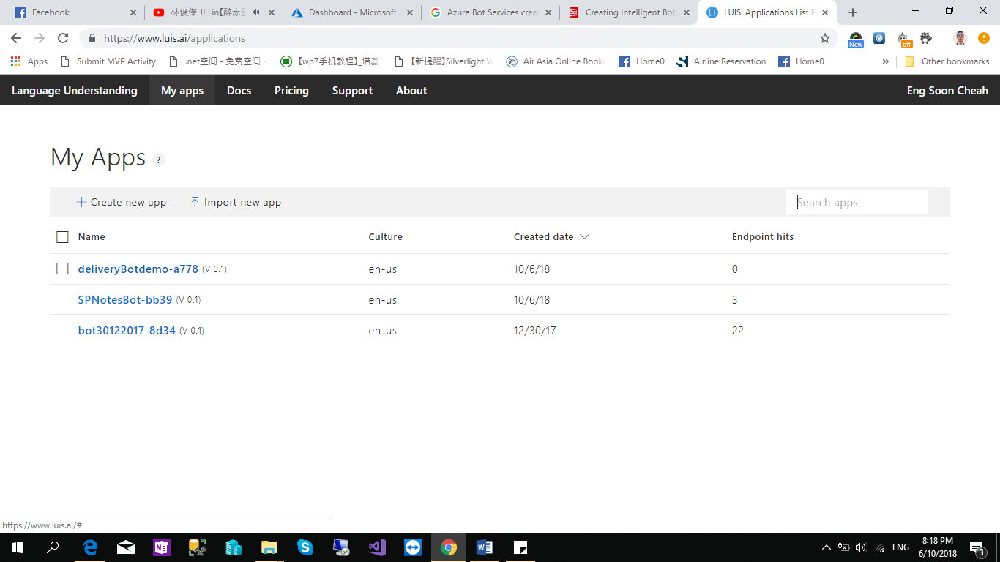 Facebook
林俊傑 JJ Lin【醉赤
Dashboard - Microsoft
Azure Bot Services crea
Creating Intelligent Bot
LUIS: Applications List P
https://www.luis.ai/applications
New
off
Apps
Submit MVP Activity
.net空间 - 免费空间 -
【wp7手机教程】_诺基
【新提醒】Silverlight W
Air Asia Online Booki
Home0
Airline Reservation
Home0
»
Other bookmarks
Language Understanding
My apps
Docs
Pricing
Support
About
Eng Soon Cheah
My Apps ?
Create new app
Import new app
Search apps
Name Culture Created date Endpoint hits
deliveryBotdemo-a778 (V 0.1) en-us 10/6/18 0
SPNotesBot-bb39 (V 0.1) en-us 10/6/18 3
bot30122017-8d34 (V 0.1) en-us 12/30/17 22
https://www.luis.ai/#
ENG
8:18 PM
6/10/2018
3